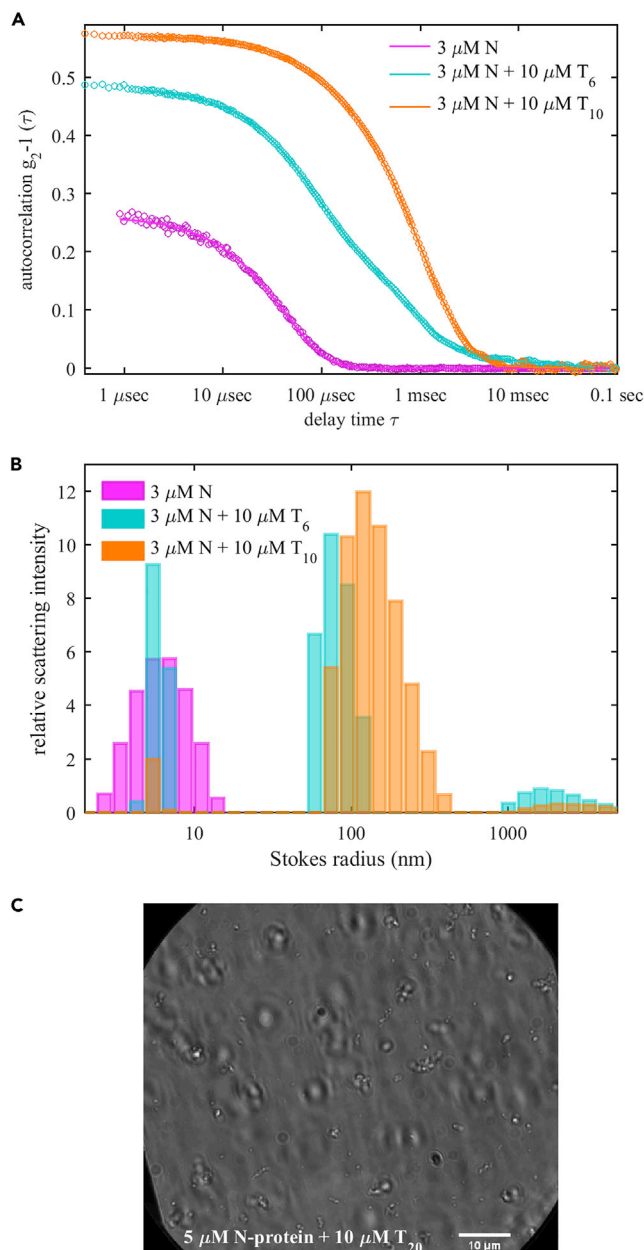 A
0.5
0.4
0.3
0.2
0.1
0
autocorrelation g2-1 (τ)
3 μM N
3 μM N + 10 μM T6
3 μM N + 10 μM T10
1 μsec
10 μsec
100 μsec
1 msec
10 msec
0.1 sec
delay time τ
B
12
10
8
6
4
2
0
relative scattering intensity
3 μM N
3 μM N + 10 μM T6
3 μM N + 10 μM T10
10
100
1000
Stokes radius (nm)
C
5 μM N-protein + 10 μM T20
10 μm